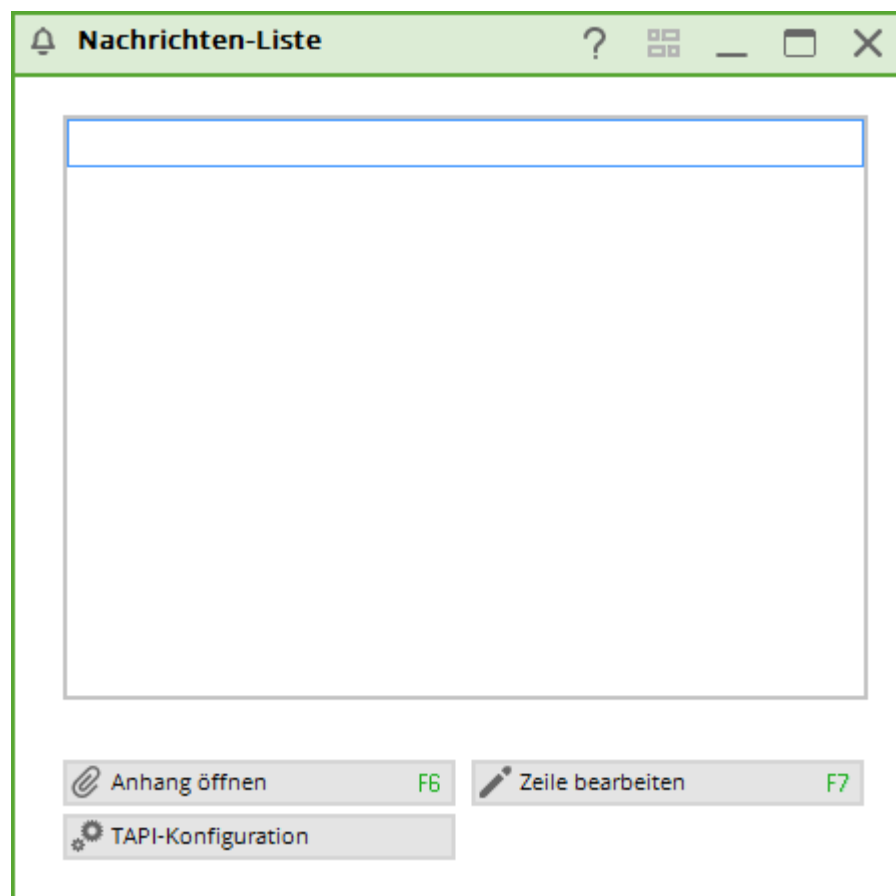 Nachrichten-Liste
Anhang öffnen F6
Zeile bearbeiten F7
TAPI-Konfiguration